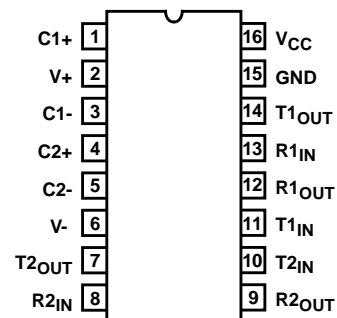 C1+ 1 16 VCC
V+ 2 15 GND
C1- 3 14 T1OUT
C2+ 4 13 R1IN
C2- 5 12 R1OUT
V- 6 11 T1IN
T2OUT 7 10 T2IN
R2IN 8 9 R2OUT